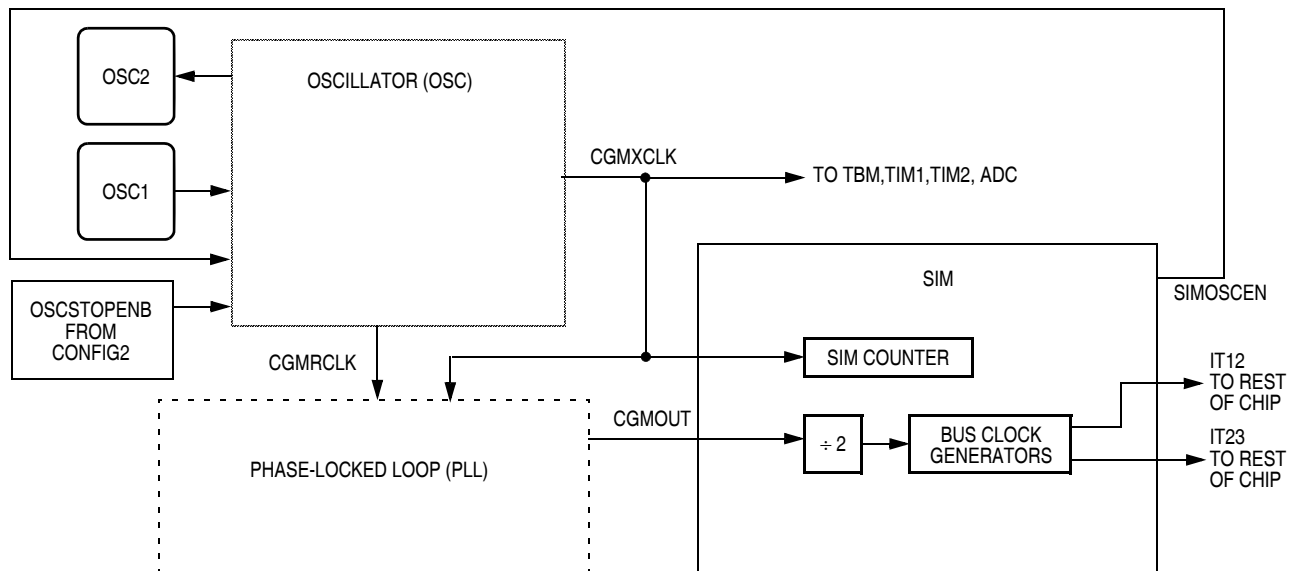 OSC2
OSCILLATOR (OSC)
CGMXCLK
TO TBM,TIM1,TIM2, ADC
OSC1
SIM
SIMOSCEN
OSCSTOPENB
FROM
CONFIG2
CGMRCLK
SIM COUNTER
IT12
TO REST
OF CHIP
CGMOUT
÷ 2
BUS CLOCK
GENERATORS
IT23
TO REST
OF CHIP
PHASE-LOCKED LOOP (PLL)